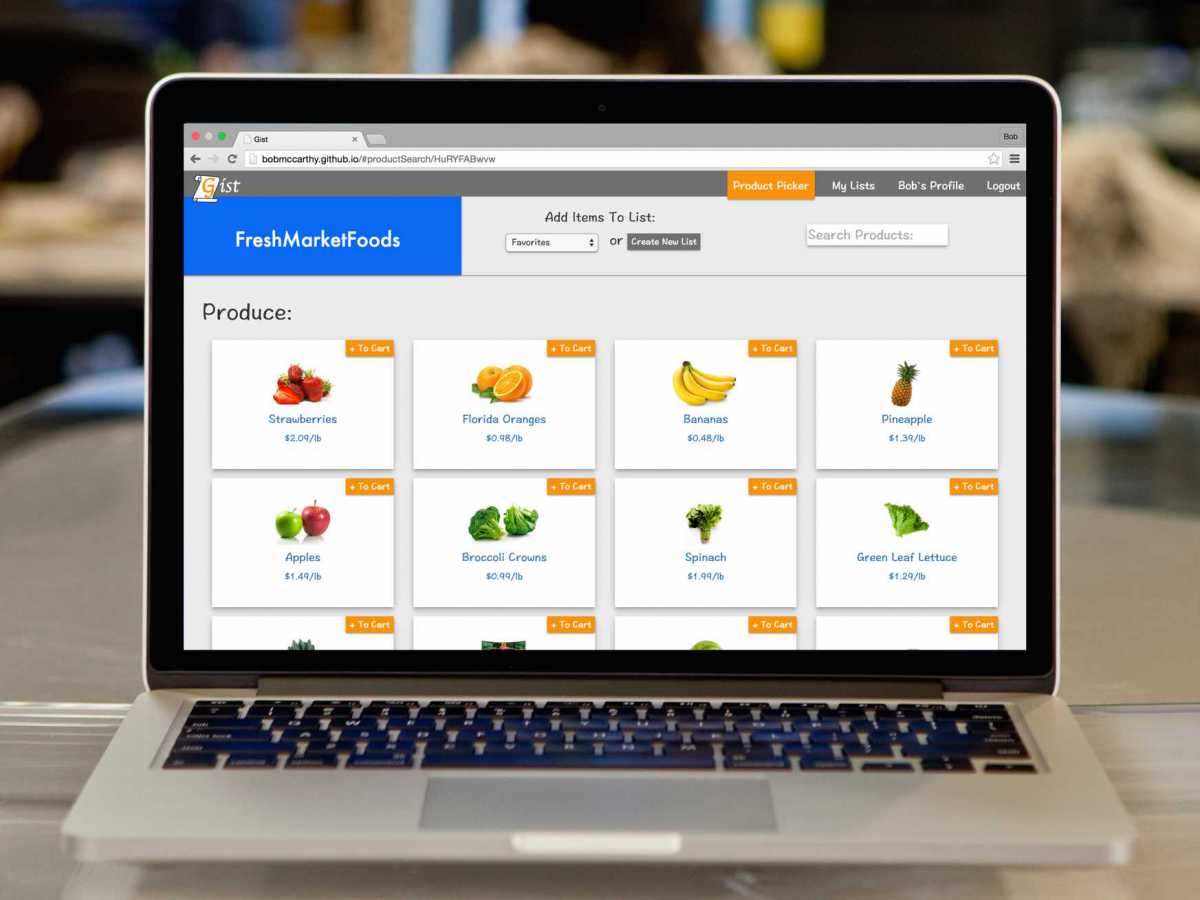 Gist
Bob
bobmccarthy.github.io/#productSearch/HuRYFABwvw
Gist
Product Picker
My Lists
Bob's Profile
Logout
FreshMarketFoods
Add Items To List:
Favorites
or
Create New List
Search Products:
Produce:
+ To Cart
+ To Cart
+ To Cart
+ To Cart
Strawberries
Florida Oranges
Bananas
Pineapple
$2.09/lb
$0.98/lb
$0.48/lb
$1.39/lb
+ To Cart
+ To Cart
+ To Cart
+ To Cart
Apples
Broccoli Crowns
Spinach
Green Leaf Lettuce
$1.49/lb
$0.99/lb
$1.99/lb
$1.29/lb
+ To Cart
+ To Cart
+ To Cart
+ To Cart